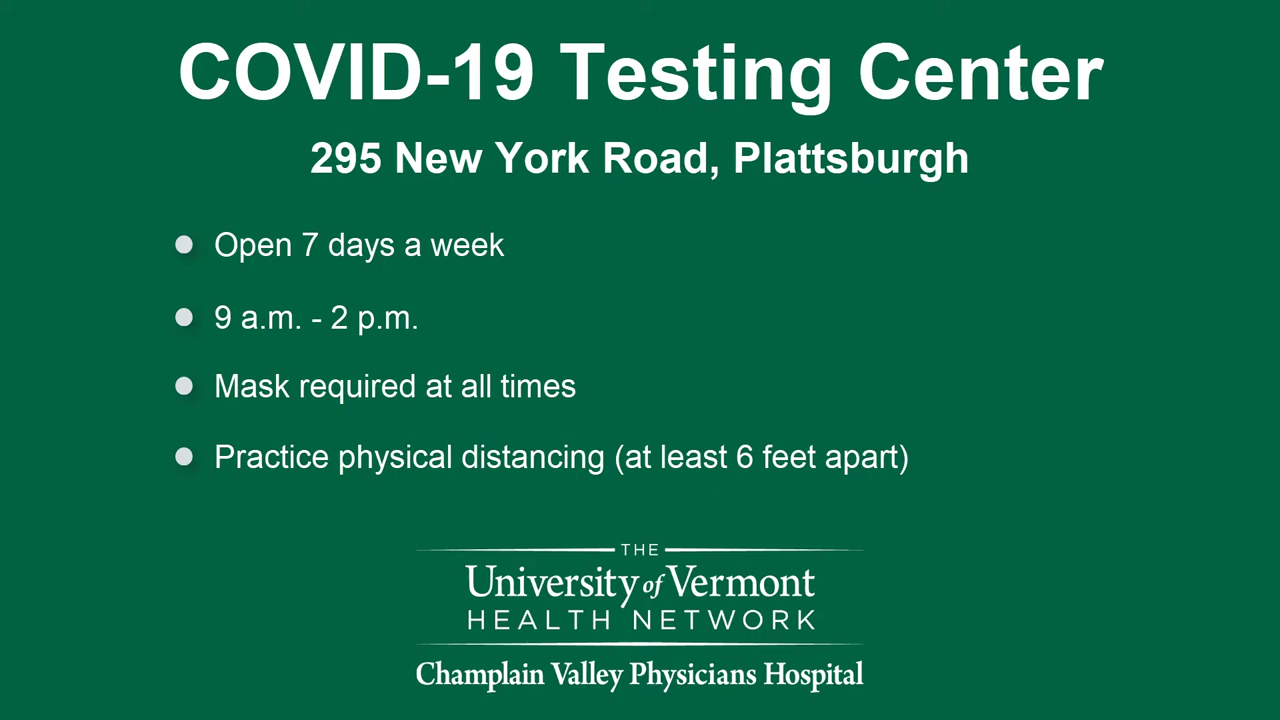 COVID-19 Testing Center
295 New York Road, Plattsburgh
Open 7 days a week
9 a.m. - 2 p.m.
Mask required at all times
Practice physical distancing (at least 6 feet apart)
THE
University of Vermont
HEALTH NETWORK
Champlain Valley Physicians Hospital